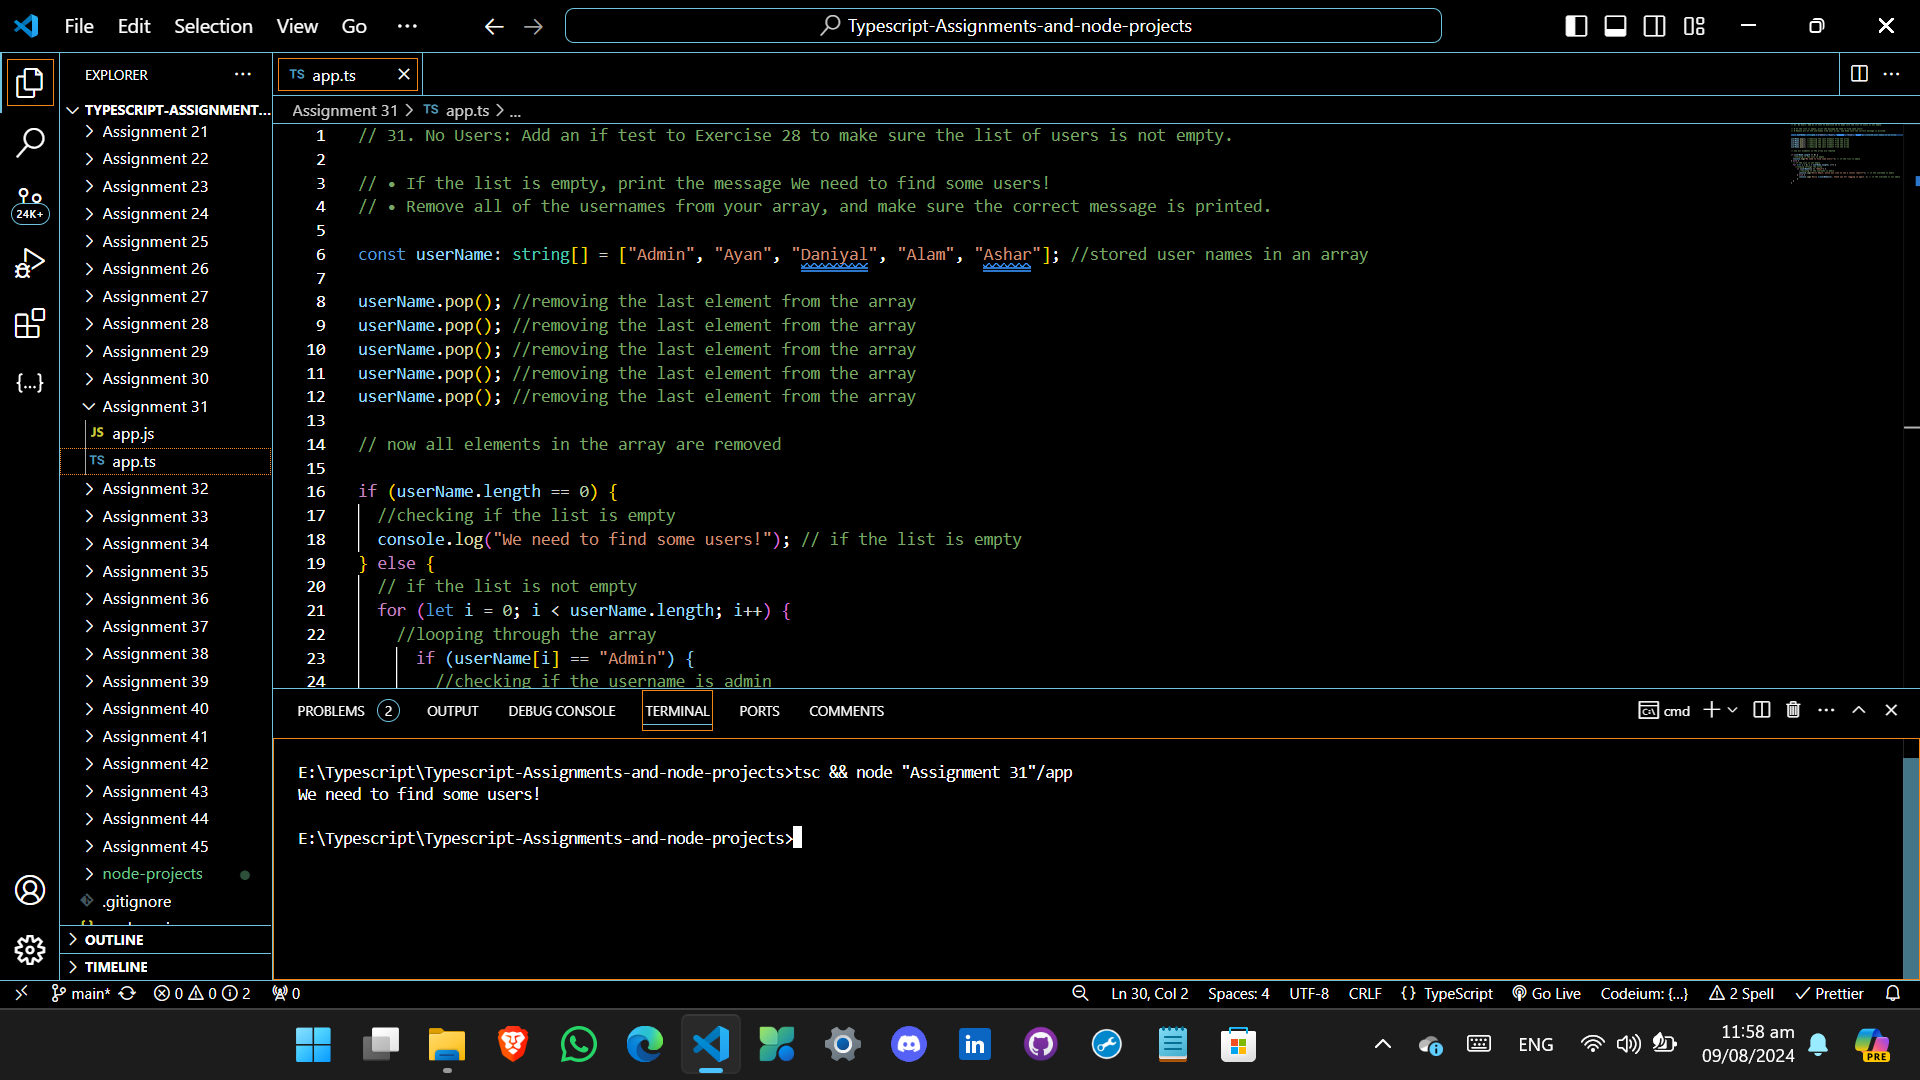 File Edit Selection View Go ···
Typescript-Assignments-and-node-projects
EXPLORER
TS app.ts
TYPESCRIPT-ASSIGNMENT...
Assignment 21
Assignment 22
Assignment 23
Assignment 24
Assignment 25
Assignment 26
Assignment 27
Assignment 28
Assignment 29
Assignment 30
Assignment 31
JS app.js
TS app.ts
Assignment 32
Assignment 33
Assignment 34
Assignment 35
Assignment 36
Assignment 37
Assignment 38
Assignment 39
Assignment 40
Assignment 41
Assignment 42
Assignment 43
Assignment 44
Assignment 45
node-projects
.gitignore
OUTLINE
TIMELINE
24K+
Assignment 31 > TS app.ts > ...
1 // 31. No Users: Add an if test to Exercise 28 to make sure the list of users is not empty.
2
3 // • If the list is empty, print the message We need to find some users!
4 // • Remove all of the usernames from your array, and make sure the correct message is printed.
5
6 const userName: string[] = ["Admin", "Ayan", "Daniyal", "Alam", "Ashar"]; //stored user names in an array
7
8 userName.pop(); //removing the last element from the array
9 userName.pop(); //removing the last element from the array
10 userName.pop(); //removing the last element from the array
11 userName.pop(); //removing the last element from the array
12 userName.pop(); //removing the last element from the array
13
14 // now all elements in the array are removed
15
16 if (userName.length == 0) {
17 //checking if the list is empty
18 console.log("We need to find some users!"); // if the list is empty
19 } else {
20 // if the list is not empty
21 for (let i = 0; i < userName.length; i++) {
22 //looping through the array
23 if (userName[i] == "Admin") {
24 //checking if the username is admin
PROBLEMS 2 OUTPUT DEBUG CONSOLE TERMINAL PORTS COMMENTS
cmd
E:\Typescript\Typescript-Assignments-and-node-projects>tsc && node "Assignment 31"/app
We need to find some users!
E:\Typescript\Typescript-Assignments-and-node-projects>
main* 0 0 2 0
Ln 30, Col 2 Spaces: 4 UTF-8 CRLF {} TypeScript Go Live Codeium: {...} 2 Spell Prettier
ENG
11:58 am
09/08/2024
PRE